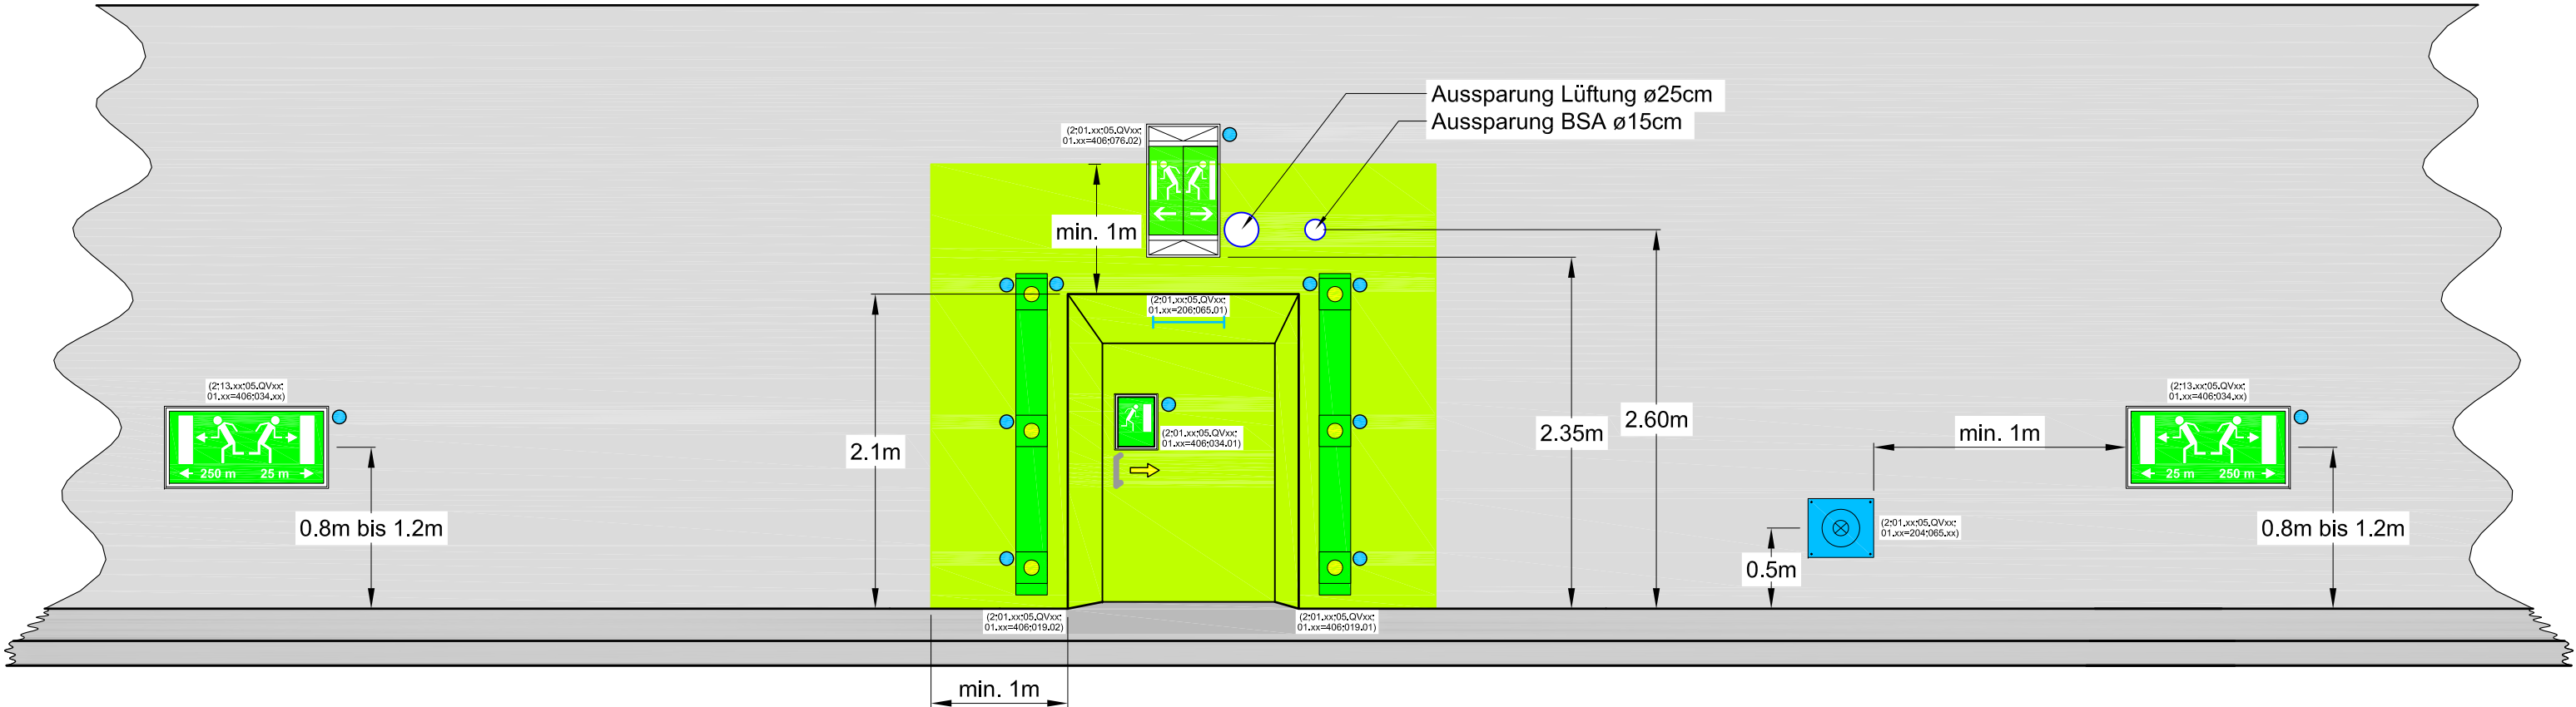 Aussparung Lüftung ø25cm
Aussparung BSA ø15cm
(2;01.xx;05.QVxx;
01.xx=406;076.02)
min. 1m
(2;01.xx;05.QVxx;
01.xx=206;065.01)
(2;13.xx;05.QVxx;
01.xx=406;034.xx)
250 m 25 m
0.8m bis 1.2m
2.1m
(2;01.xx;05.QVxx;
01.xx=406;034.01)
2.35m
2.60m
min. 1m
(2;13.xx;05.QVxx;
01.xx=406;034.xx)
25 m 250 m
(2;01.xx;05.QVxx;
01.xx=204;065.xx)
0.5m
0.8m bis 1.2m
(2;01.xx;05.QVxx;
01.xx=406;019.02)
(2;01.xx;05.QVxx;
01.xx=406;019.01)
min. 1m